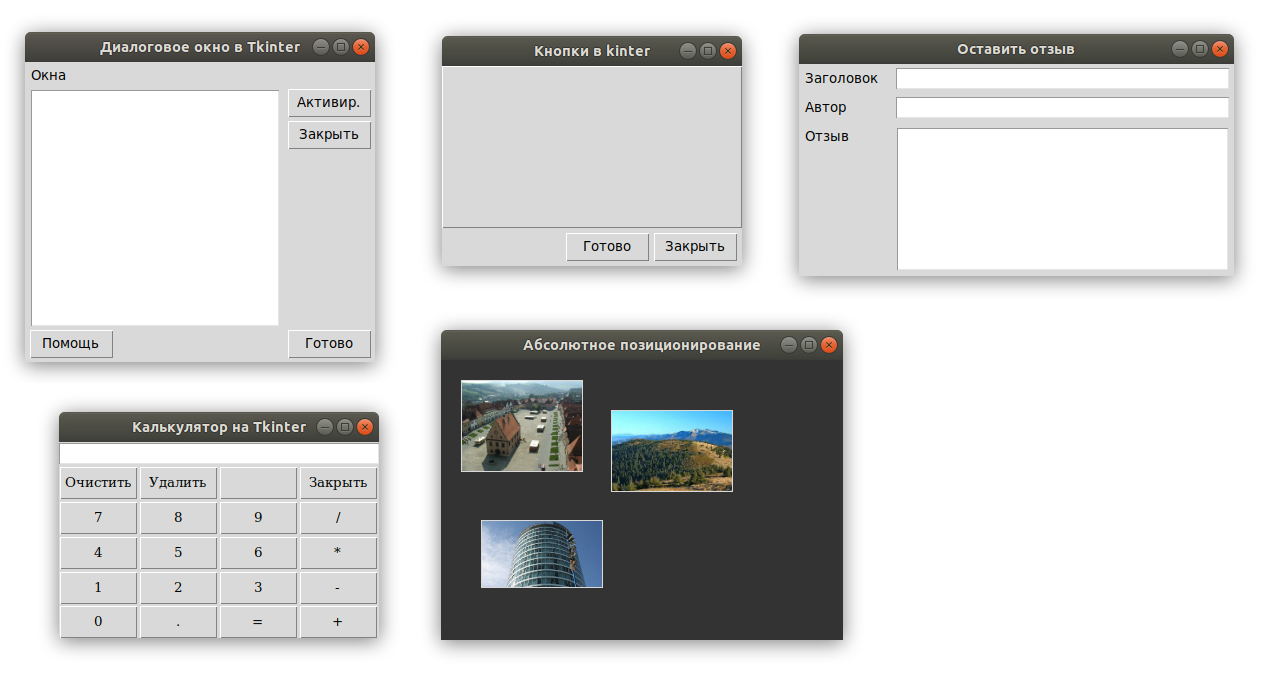 Диалоговое окно в Tkinter
Окна
Активир.
Закрыть
Помощь
Готово
Кнопки в kinter
Готово
Закрыть
Оставить отзыв
Заголовок
Автор
Отзыв
Калькулятор на Tkinter
Очистить Удалить Закрыть
7 8 9 /
4 5 6 *
1 2 3 -
0 . = +
Абсолютное позиционирование